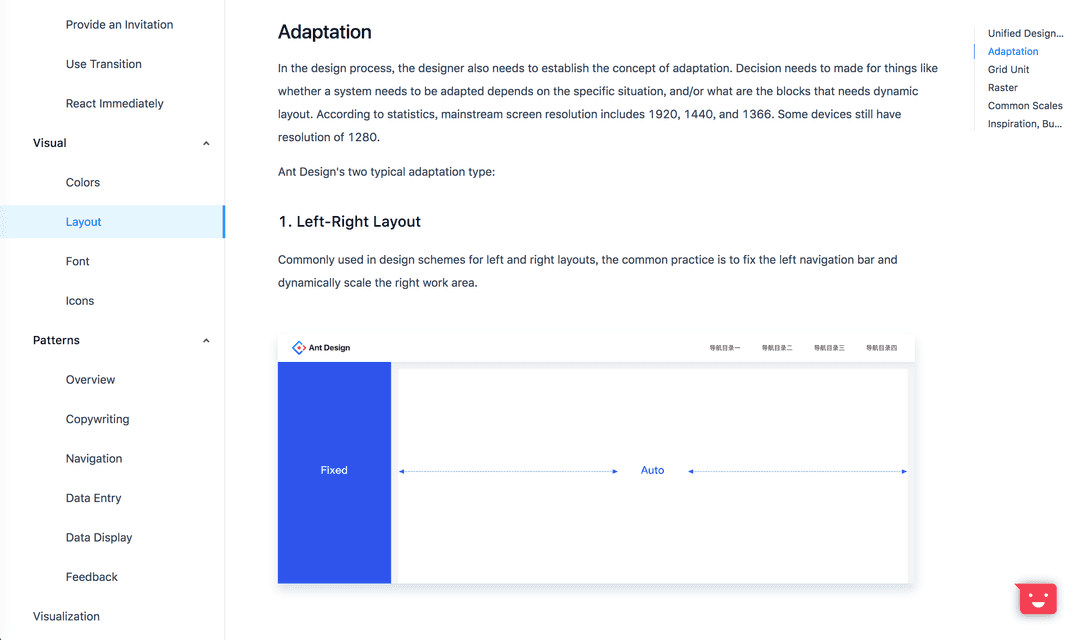 Provide an Invitation
Use Transition
React Immediately
Visual
Colors
Layout
Font
Icons
Patterns
Overview
Copywriting
Navigation
Data Entry
Data Display
Feedback
Visualization
Adaptation
In the design process, the designer also needs to establish the concept of adaptation. Decision needs to made for things like
whether a system needs to be adapted depends on the specific situation, and/or what are the blocks that needs dynamic
layout. According to statistics, mainstream screen resolution includes 1920, 1440, and 1366. Some devices still have
resolution of 1280.
Ant Design's two typical adaptation type:
1. Left-Right Layout
Commonly used in design schemes for left and right layouts, the common practice is to fix the left navigation bar and
dynamically scale the right work area.
Ant Design 导航目录一 导航目录二 导航目录三 导航目录四
Fixed Auto
Unified Design...
Adaptation
Grid Unit
Raster
Common Scales
Inspiration, Bu...